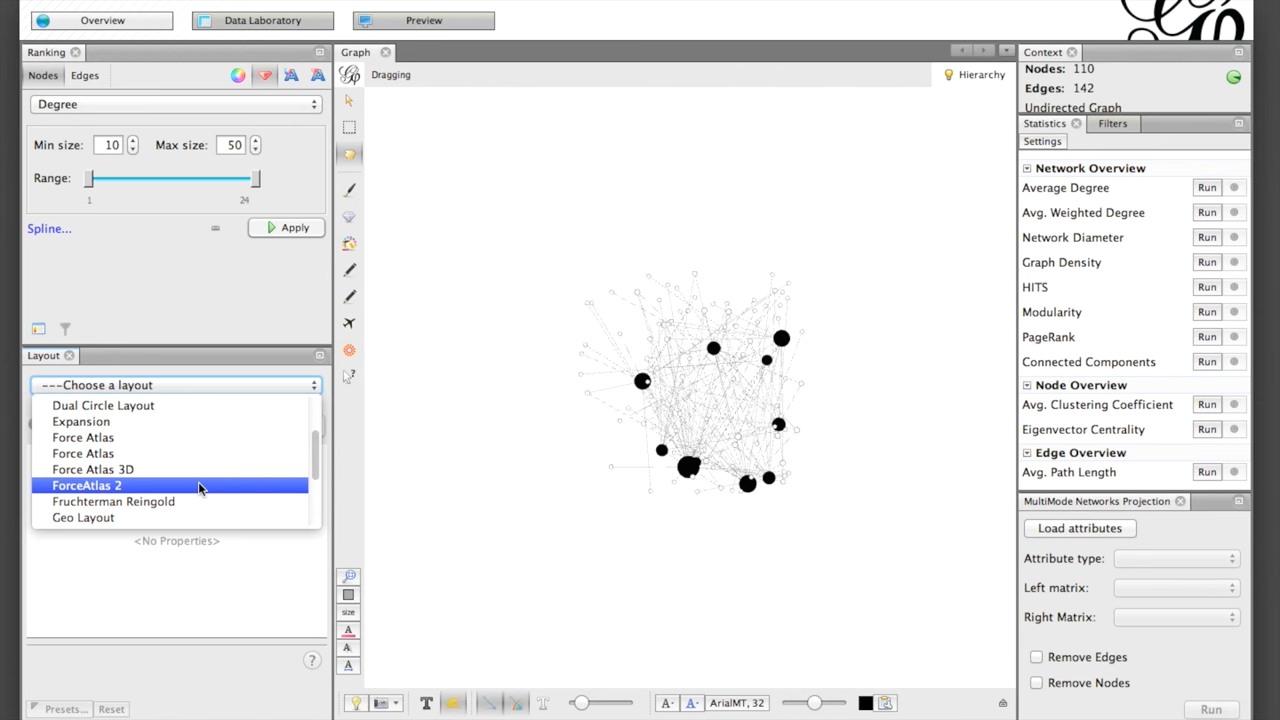 Overview
Data Laboratory
Preview
Ranking
Nodes
Edges
Degree
Min size: 10
Max size: 50
Range:
1
24
Spline...
Apply
Layout
---Choose a layout
Dual Circle Layout
Expansion
Force Atlas
Force Atlas
Force Atlas 3D
ForceAtlas 2
Fruchterman Reingold
Geo Layout
<No Properties>
Presets...
Reset
Graph
Dragging
Hierarchy
size
ArialMT, 32
Context
Nodes: 110
Edges: 142
Undirected Graph
Statistics
Filters
Settings
Network Overview
Average Degree Run
Avg. Weighted Degree Run
Network Diameter Run
Graph Density Run
HITS Run
Modularity Run
PageRank Run
Connected Components Run
Node Overview
Avg. Clustering Coefficient Run
Eigenvector Centrality Run
Edge Overview
Avg. Path Length Run
MultiMode Networks Projection
Load attributes
Attribute type:
Left matrix:
Right Matrix:
Remove Edges
Remove Nodes
Run